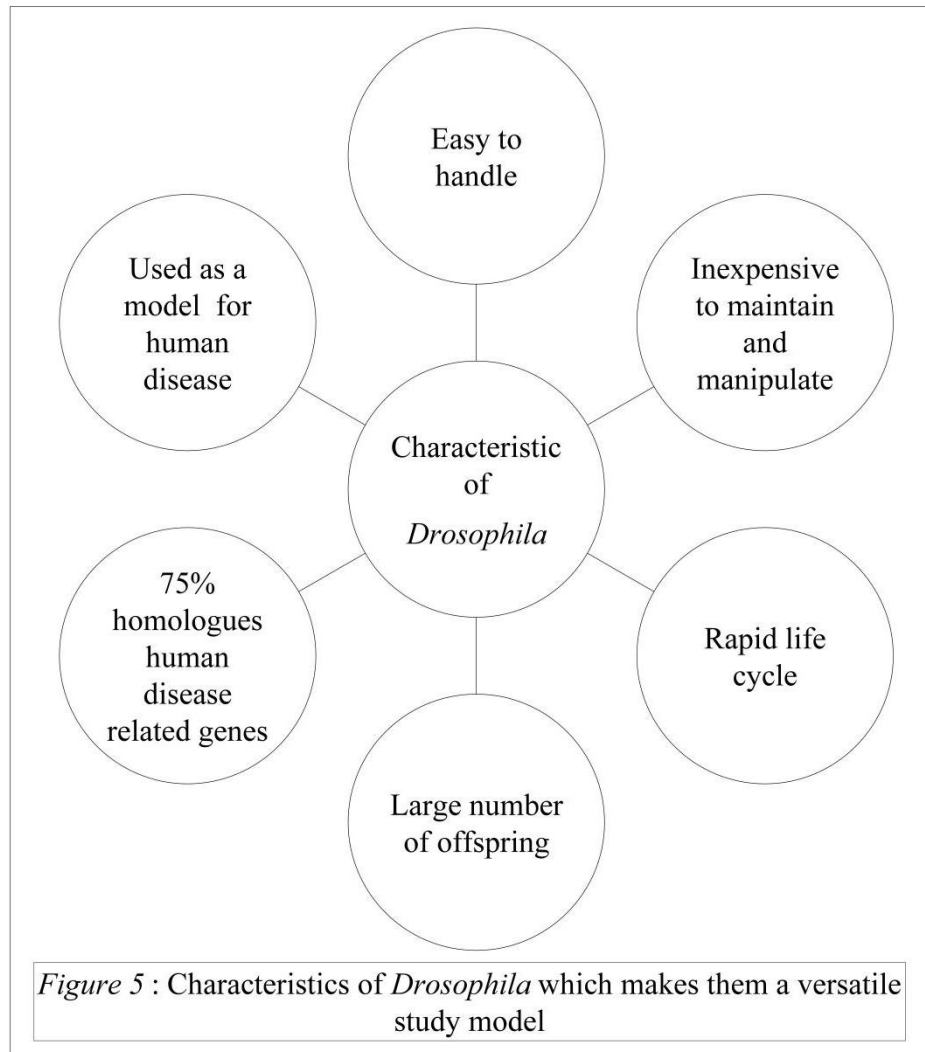 Easy to
handle
Used as a
model for
human
disease
Inexpensive
to maintain
and
manipulate
Characteristic
of
Drosophila
75%
homologues
human
disease
related genes
Rapid life
cycle
Large number
of offspring
Figure 5 : Characteristics of Drosophila which makes them a versatile
study model